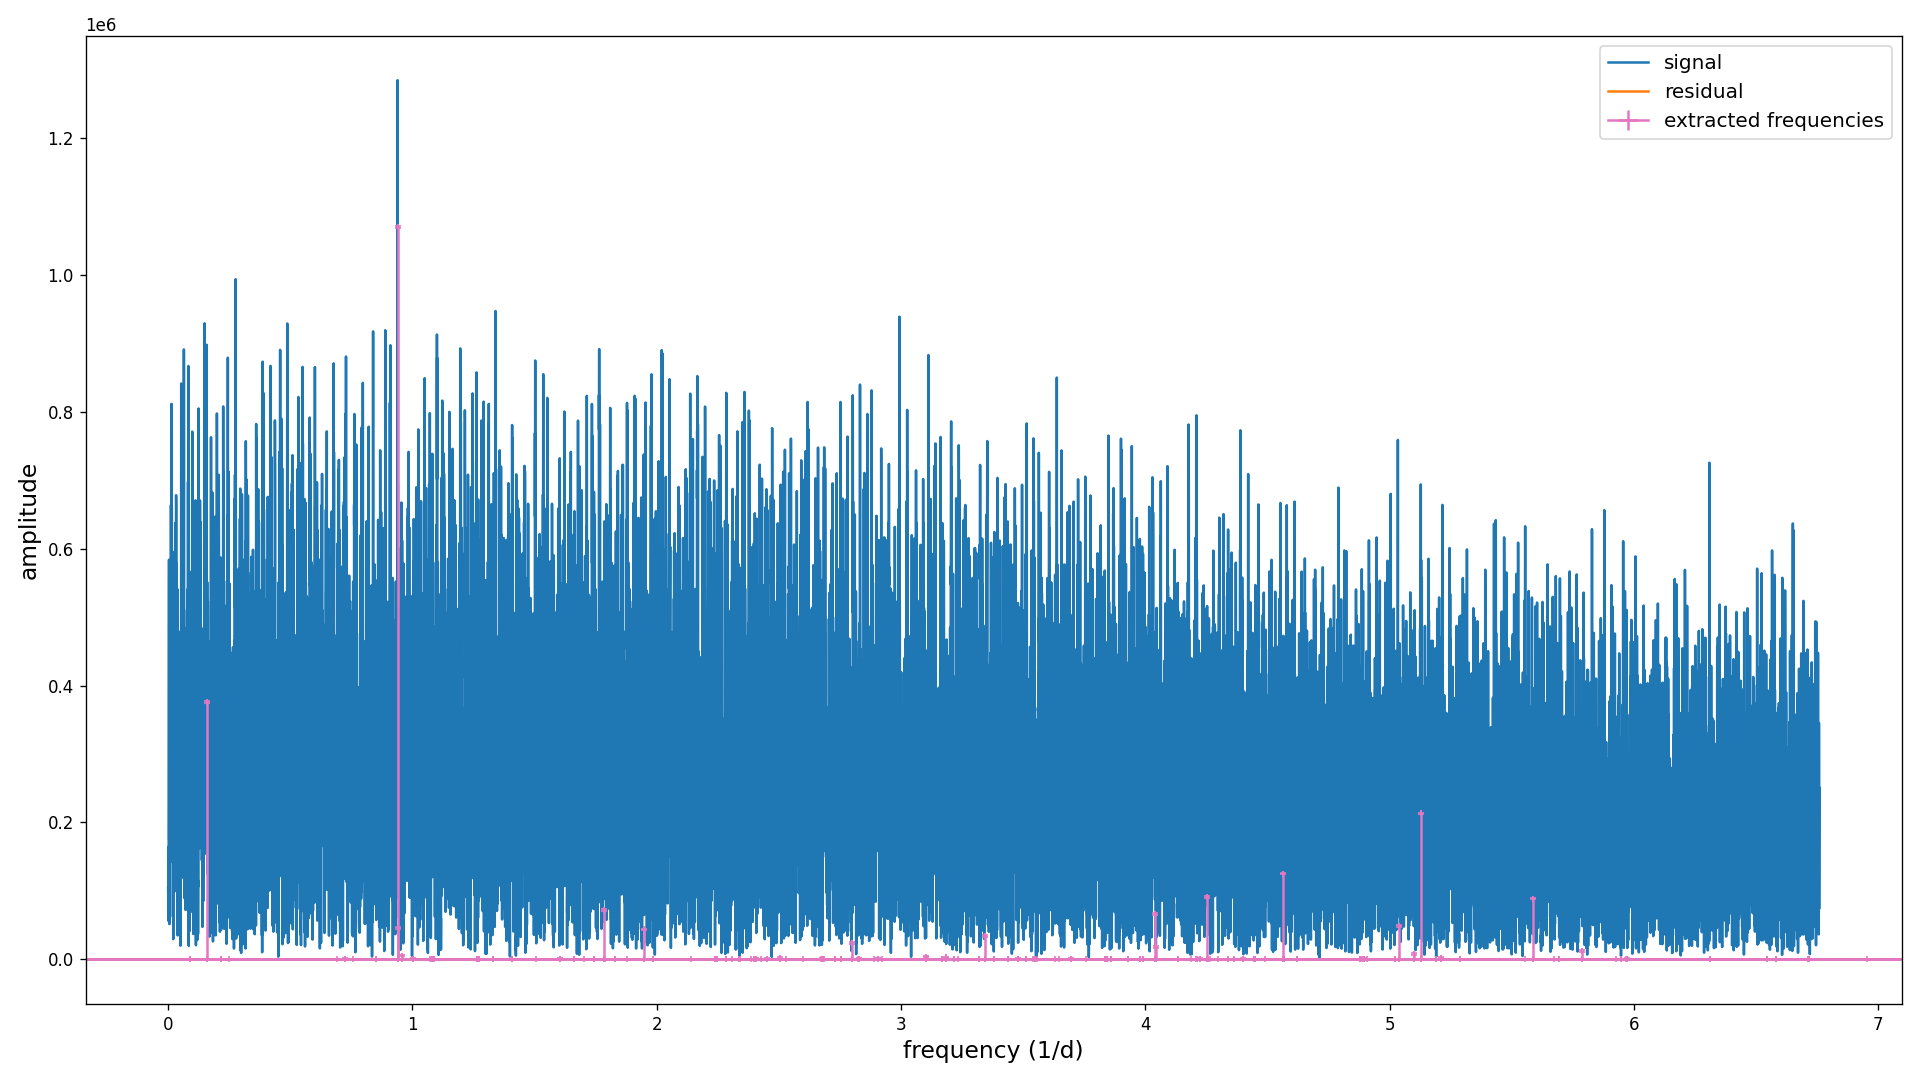 1e6
signal
residual
extracted frequencies
1.2
1.0
0.8
0.6
0.4
0.2
0.0
amplitude
0 1 2 3 4 5 6 7
frequency (1/d)